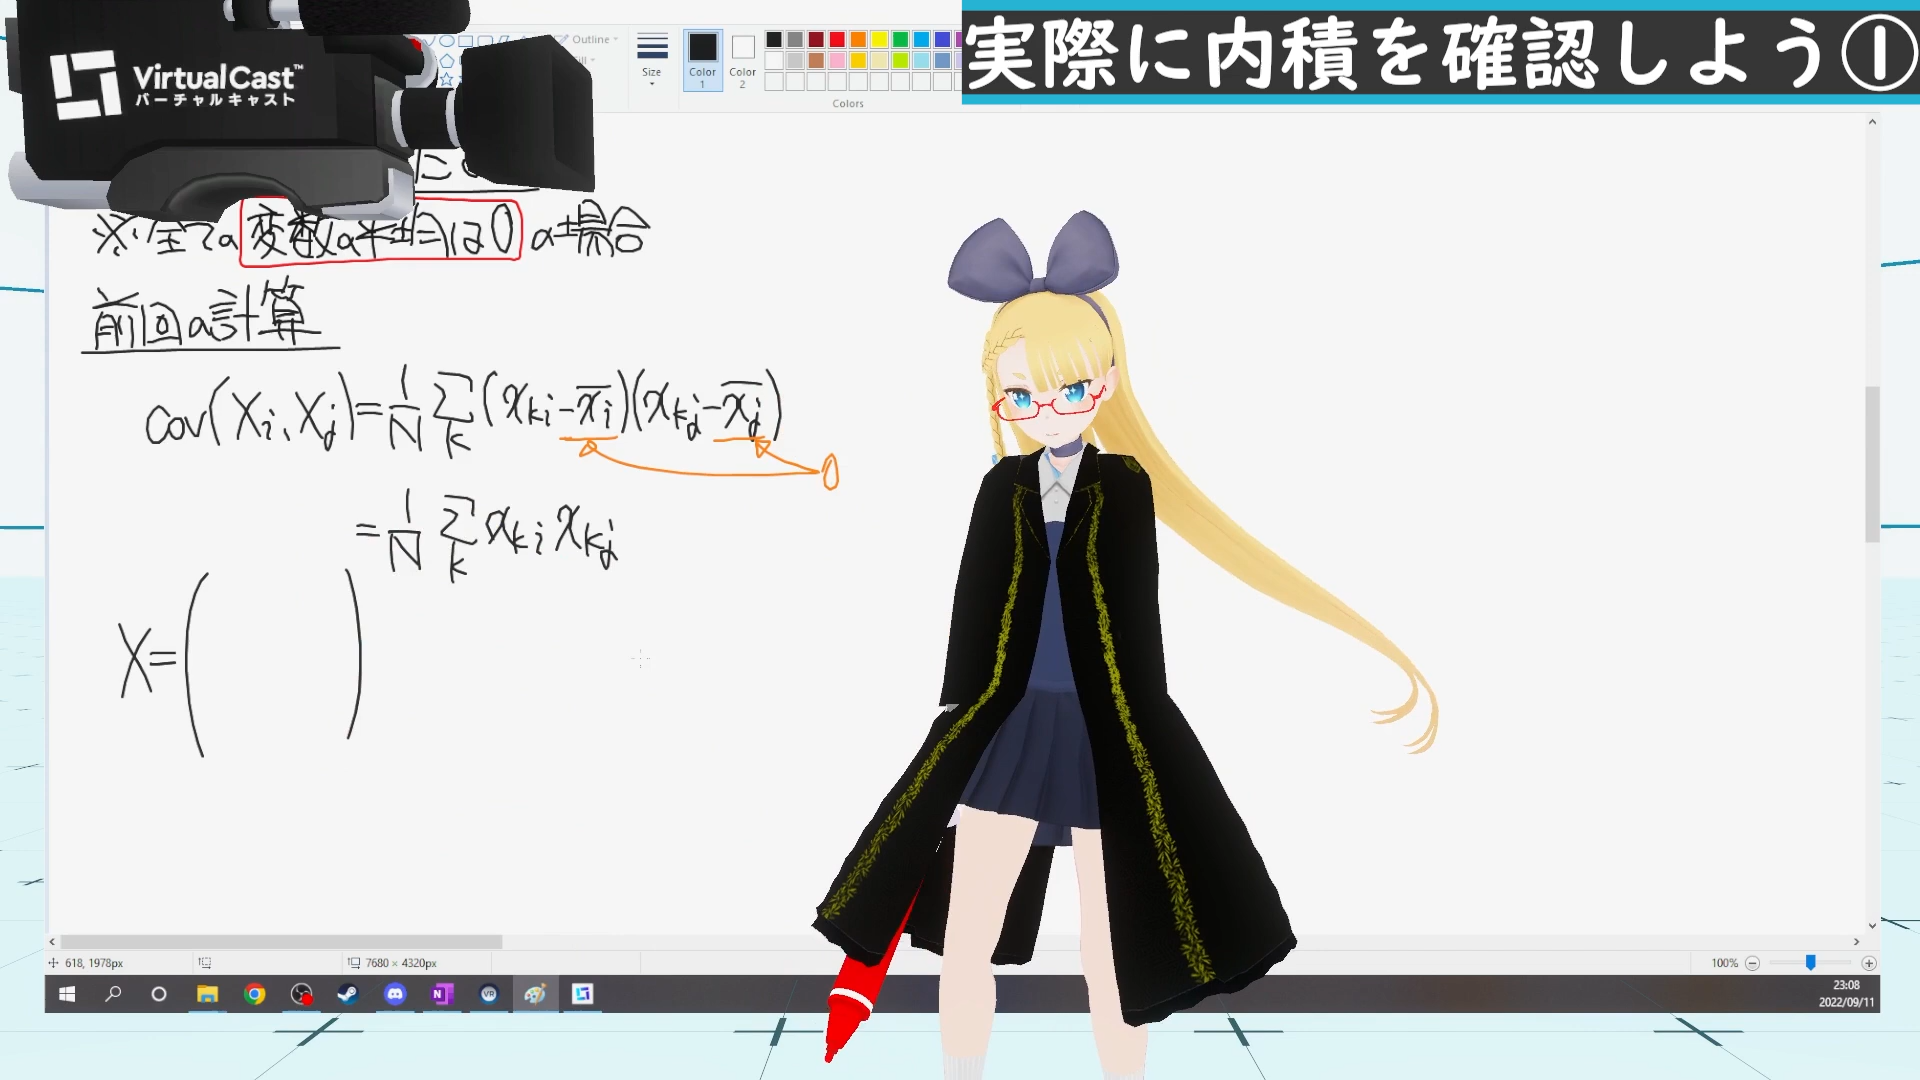 実際に内積を確認しよう①
VirtualCast™
バーチャルキャスト
Outline
Size
Color
1
Color
2
Colors
※全ての変数の平均は0の場合
前回の計算
Cov(Xi、Xj)=1/N Σk (xki-x̄i)(xkj-x̄j)
0
=1/N Σk xki xkj
X=( )
618, 1978px
7680 × 4320px
100%
23:08
2022/09/11